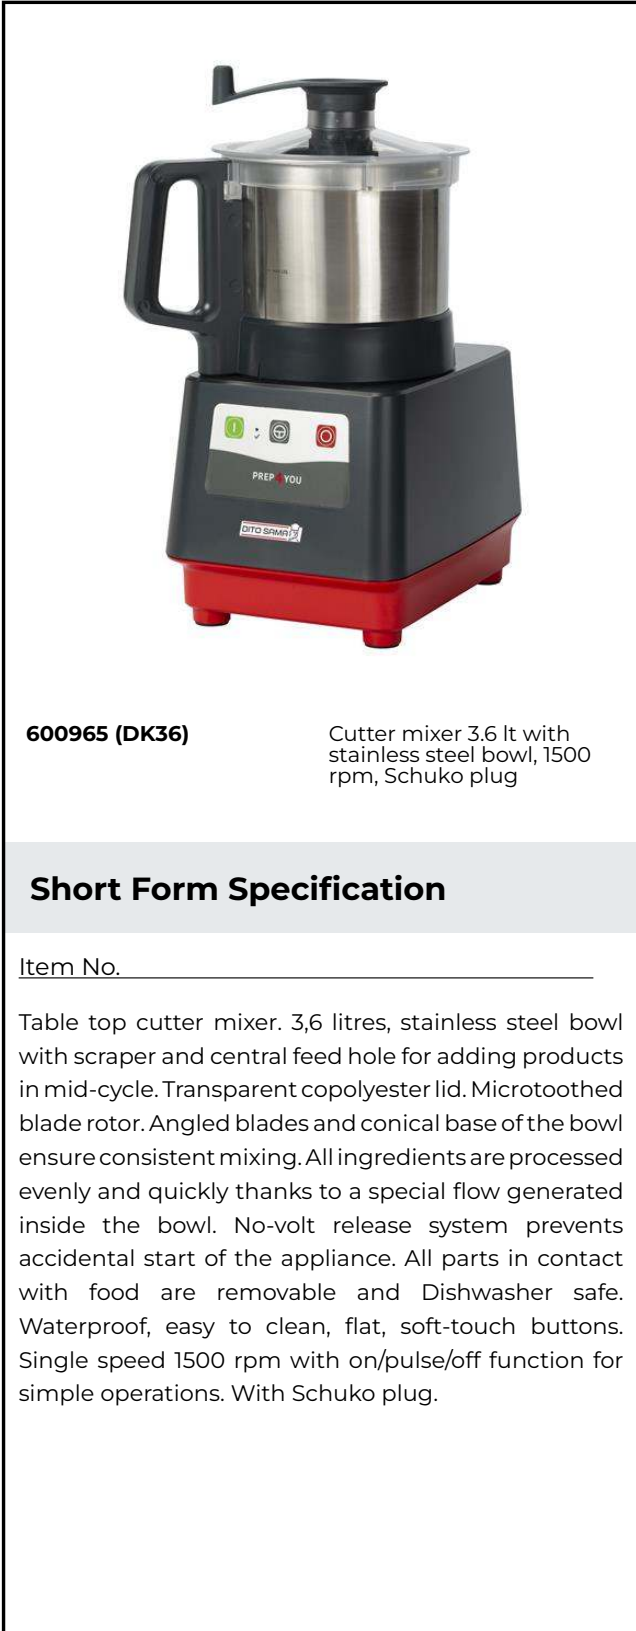 PREP4YOU
DITO SAMA
600965 (DK36)
Cutter mixer 3.6 lt with
stainless steel bowl, 1500
rpm, Schuko plug
Short Form Specification
Item No.
Table top cutter mixer. 3,6 litres, stainless steel bowl
with scraper and central feed hole for adding products
in mid-cycle. Transparent copolyester lid. Microtoothed
blade rotor. Angled blades and conical base of the bowl
ensure consistent mixing. All ingredients are processed
evenly and quickly thanks to a special flow generated
inside the bowl. No-volt release system prevents
accidental start of the appliance. All parts in contact
with food are removable and Dishwasher safe.
Waterproof, easy to clean, flat, soft-touch buttons.
Single speed 1500 rpm with on/pulse/off function for
simple operations. With Schuko plug.